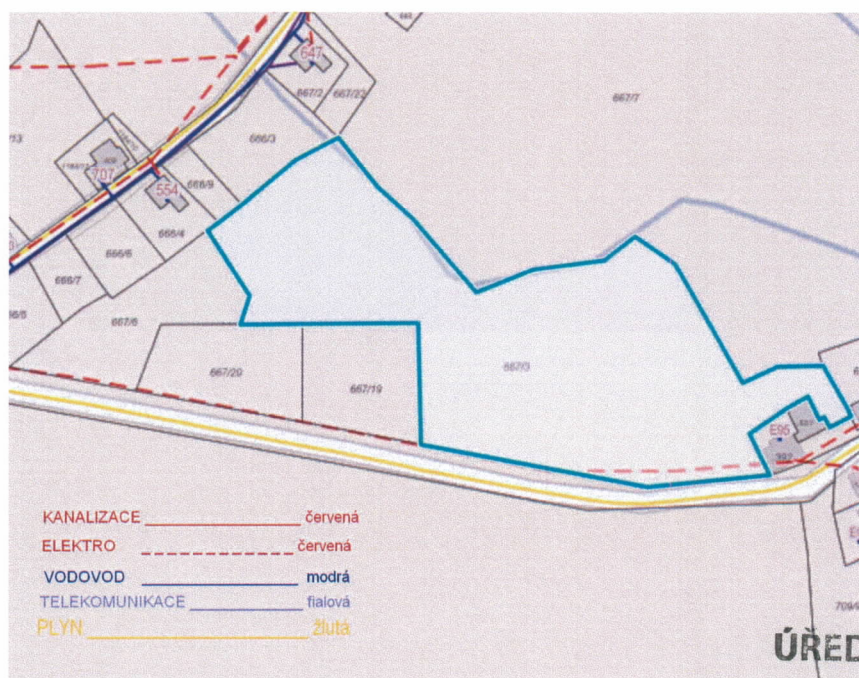 647
667/2
667/22
667/7
666/3
707
554
666/9
666/4
666/6
666/7
667/6
667/20
667/19
667/3
E95
KANALIZACE červená
ELEKTRO červená
VODOVOD modrá
TELEKOMUNIKACE fialová
PLYN žlutá
709/9
ÚŘED